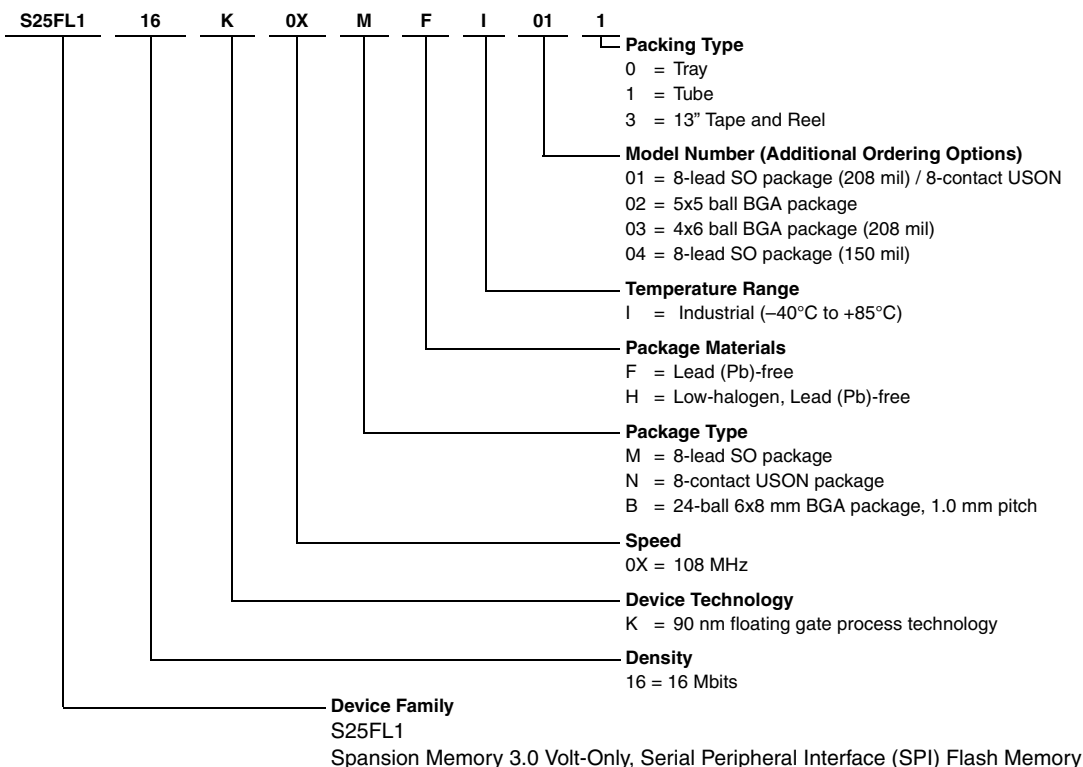 S25FL1 16 K 0X M F I 01 1
Packing Type
0 = Tray
1 = Tube
3 = 13” Tape and Reel
Model Number (Additional Ordering Options)
01 = 8-lead SO package (208 mil) / 8-contact USON
02 = 5x5 ball BGA package
03 = 4x6 ball BGA package (208 mil)
04 = 8-lead SO package (150 mil)
Temperature Range
I = Industrial (–40°C to +85°C)
Package Materials
F = Lead (Pb)-free
H = Low-halogen, Lead (Pb)-free
Package Type
M = 8-lead SO package
N = 8-contact USON package
B = 24-ball 6x8 mm BGA package, 1.0 mm pitch
Speed
0X = 108 MHz
Device Technology
K = 90 nm floating gate process technology
Density
16 = 16 Mbits
Device Family
S25FL1
Spansion Memory 3.0 Volt-Only, Serial Peripheral Interface (SPI) Flash Memory